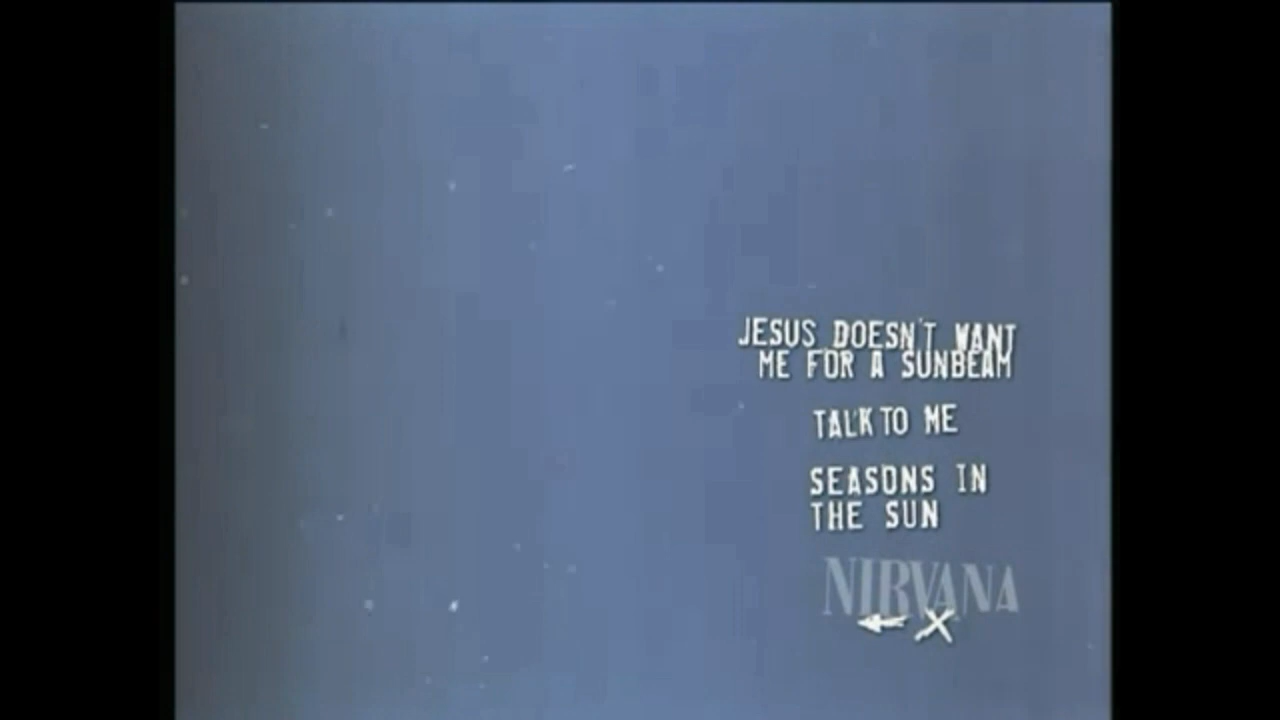 JESUS DOESN'T WANT
ME FOR A SUNBEAM
TALK TO ME
SEASONS IN
THE SUN
NIRVANA